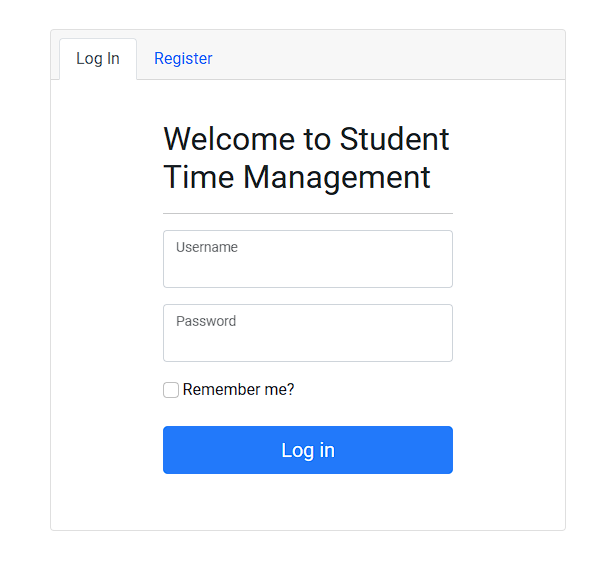 Log In
Register
Welcome to Student
Time Management
Username
Password
Remember me?
Log in